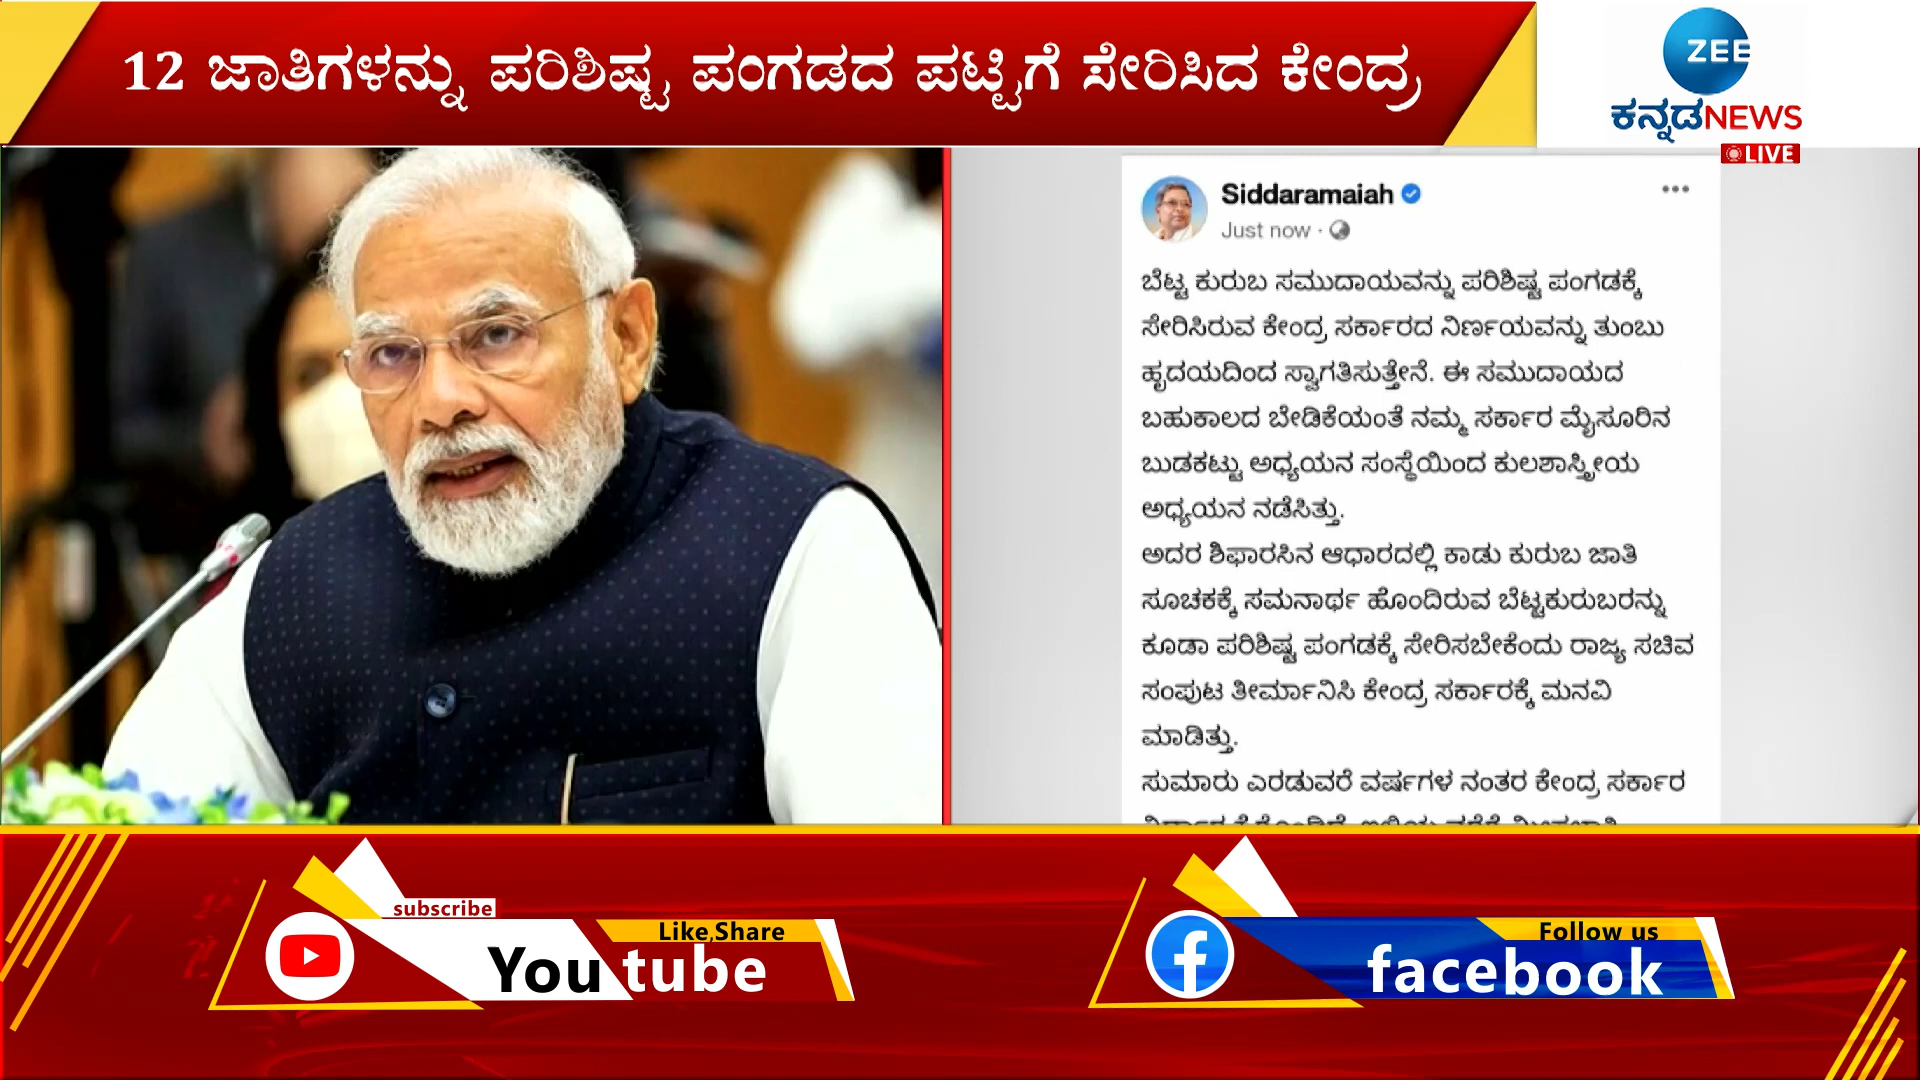 12 ಜಾತಿಗಳನ್ನು ಪರಿಶಿಷ್ಟ ಪಂಗಡದ ಪಟ್ಟಿಗೆ ಸೇರಿಸಿದ ಕೇಂದ್ರ
ZEE
ಕನ್ನಡNEWS
LIVE
Siddaramaiah
Just now ·
ಬೆಟ್ಟ ಕುರುಬ ಸಮುದಾಯವನ್ನು ಪರಿಶಿಷ್ಟ ಪಂಗಡಕ್ಕೆ
ಸೇರಿಸಿರುವ ಕೇಂದ್ರ ಸರ್ಕಾರದ ನಿರ್ಣಯವನ್ನು ತುಂಬು
ಹೃದಯದಿಂದ ಸ್ವಾಗತಿಸುತ್ತೇನೆ. ಈ ಸಮುದಾಯದ
ಬಹುಕಾಲದ ಬೇಡಿಕೆಯಂತೆ ನಮ್ಮ ಸರ್ಕಾರ ಮೈಸೂರಿನ
ಬುಡಕಟ್ಟು ಅಧ್ಯಯನ ಸಂಸ್ಥೆಯಿಂದ ಕುಲಶಾಸ್ತ್ರೀಯ
ಅಧ್ಯಯನ ನಡೆಸಿತ್ತು.
ಅದರ ಶಿಫಾರಸಿನ ಆಧಾರದಲ್ಲಿ ಕಾಡು ಕುರುಬ ಜಾತಿ
ಸೂಚಕಕ್ಕೆ ಸಮನಾರ್ಥ ಹೊಂದಿರುವ ಬೆಟ್ಟಕುರುಬರನ್ನು
ಕೂಡಾ ಪರಿಶಿಷ್ಟ ಪಂಗಡಕ್ಕೆ ಸೇರಿಸಬೇಕೆಂದು ರಾಜ್ಯ ಸಚಿವ
ಸಂಪುಟ ತೀರ್ಮಾನಿಸಿ ಕೇಂದ್ರ ಸರ್ಕಾರಕ್ಕೆ ಮನವಿ
ಮಾಡಿತ್ತು.
ಸುಮಾರು ಎರಡುವರೆ ವರ್ಷಗಳ ನಂತರ ಕೇಂದ್ರ ಸರ್ಕಾರ
subscribe
Like,Share
You tube
Follow us
facebook